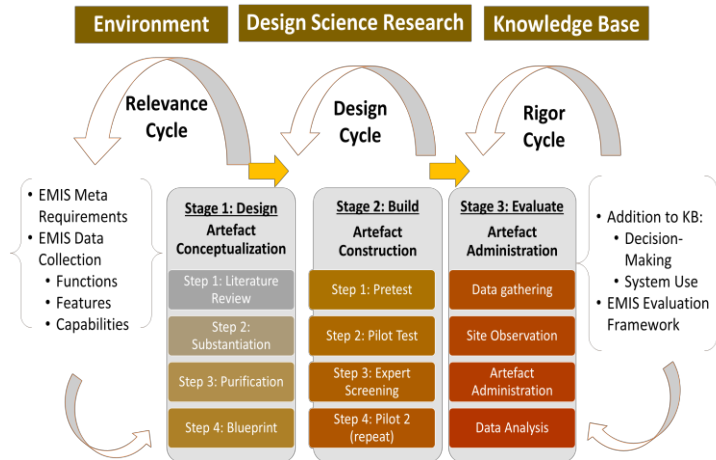 Environment
Design Science Research
Knowledge Base
Relevance
Cycle
Design
Cycle
Rigor
Cycle
• EMIS Meta
Requirements
• EMIS Data
Collection
• Functions
• Features
• Capabilities
Stage 1: Design
Artefact
Conceptualization
Step 1: Literature
Review
Step 2:
Substantiation
Step 3: Purification
Step 4: Blueprint
Stage 2: Build
Artefact
Construction
Step 1: Pretest
Step 2: Pilot Test
Step 3: Expert
Screening
Step 4: Pilot 2
(repeat)
Stage 3: Evaluate
Artefact
Administration
Data gathering
Site Observation
Artefact
Administration
Data Analysis
• Addition to KB:
• Decision-
Making
• System Use
• EMIS Evaluation
Framework